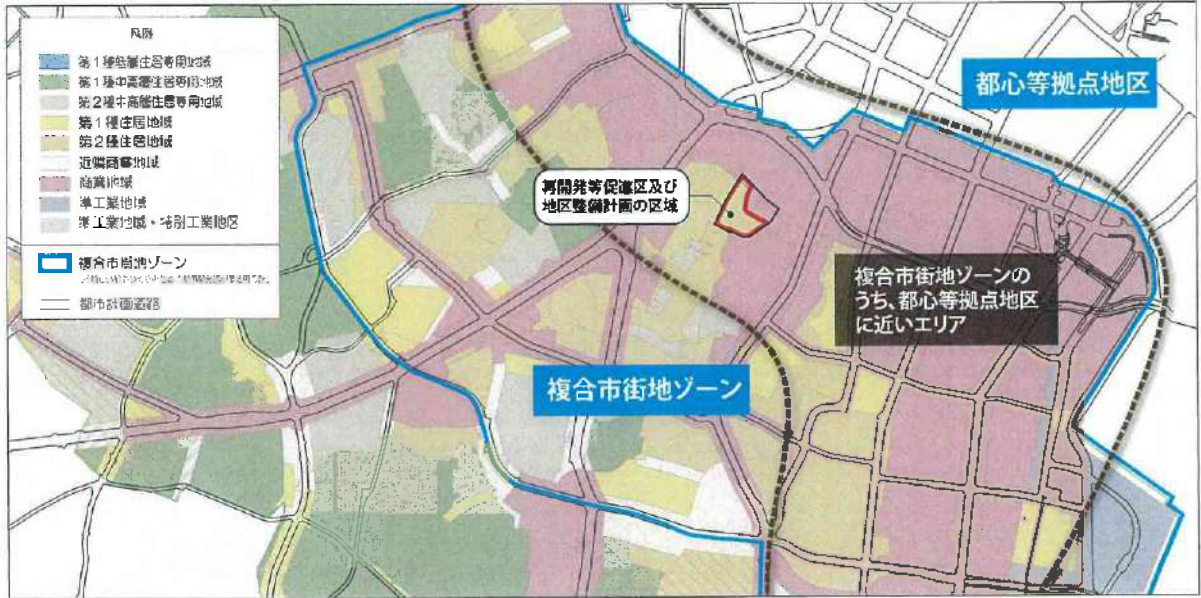 凡例
第1種低層住居専用地域
第1種中高層住居専用地域
第2種中高層住居専用地域
第1種住居地域
第2種住居地域
近隣商業地域
商業地域
準工業地域
準工業地域・特別工業地区
複合市街地ゾーン
都市計画道路
都心等拠点地区
再開発等促進区及び
地区整備計画の区域
複合市街地ゾーンの
うち、都心等拠点地区
に近いエリア
複合市街地ゾーン